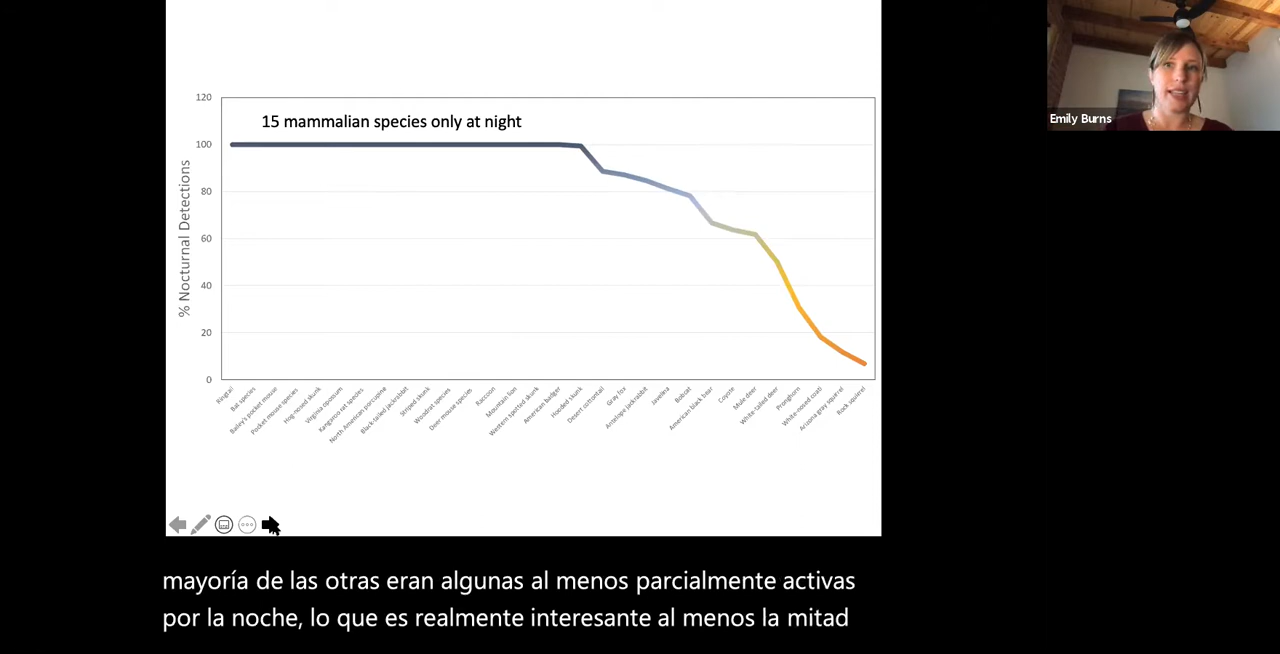 15 mammalian species only at night
Emily Burns
% Nocturnal Detections
120
100
80
60
40
20
0
Ringtail
Bat species
Bailey's pocket mouse
Pocket mouse species
Hog-nosed skunk
Virginia opossum
Kangaroo rat species
North American porcupine
Black-tailed jackrabbit
Striped skunk
Woodrat species
Deer mouse species
Raccoon
Mountain lion
Western spotted skunk
American badger
Hooded skunk
Desert cottontail
Gray fox
Antelope jackrabbit
Javelina
Bobcat
American black bear
Coyote
Mule deer
White-tailed deer
Pronghorn
White-nosed coati
Arizona gray squirrel
Rock squirrel
mayoría de las otras eran algunas al menos parcialmente activas
por la noche, lo que es realmente interesante al menos la mitad